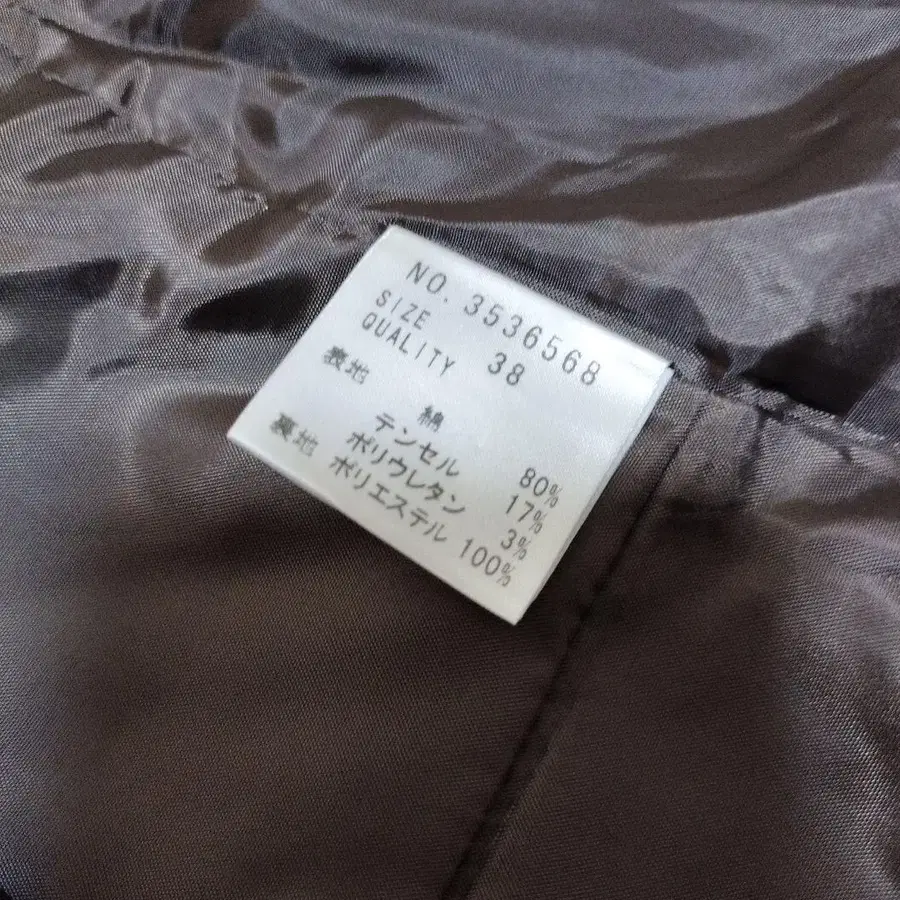 NO. 3536568
SIZE 38
QUALITY
表地 綿 80%
テンセル 17%
ポリウレタン 3%
裏地 ポリエステル 100%